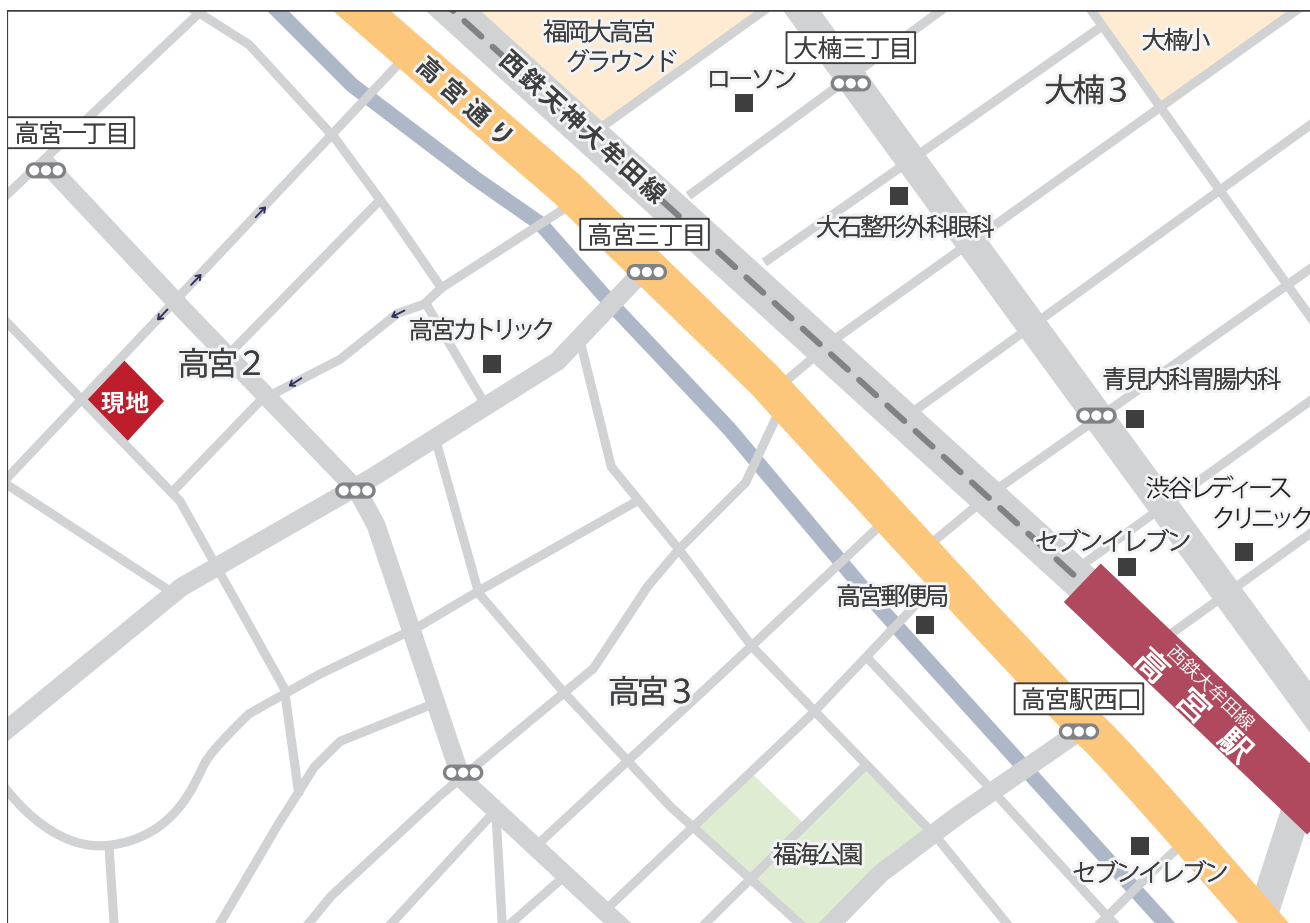 福岡大高宮
グラウンド
大楠三丁目
大楠小
ローソン
大楠3
西鉄天神大牟田線
高宮通り
高宮一丁目
大石整形外科眼科
高宮三丁目
高宮カトリック
高宮2
現地
青見内科胃腸内科
渋谷レディース
クリニック
セブンイレブン
高宮郵便局
西鉄大牟田線
高宮駅
高宮3
高宮駅西口
福海公園
セブンイレブン